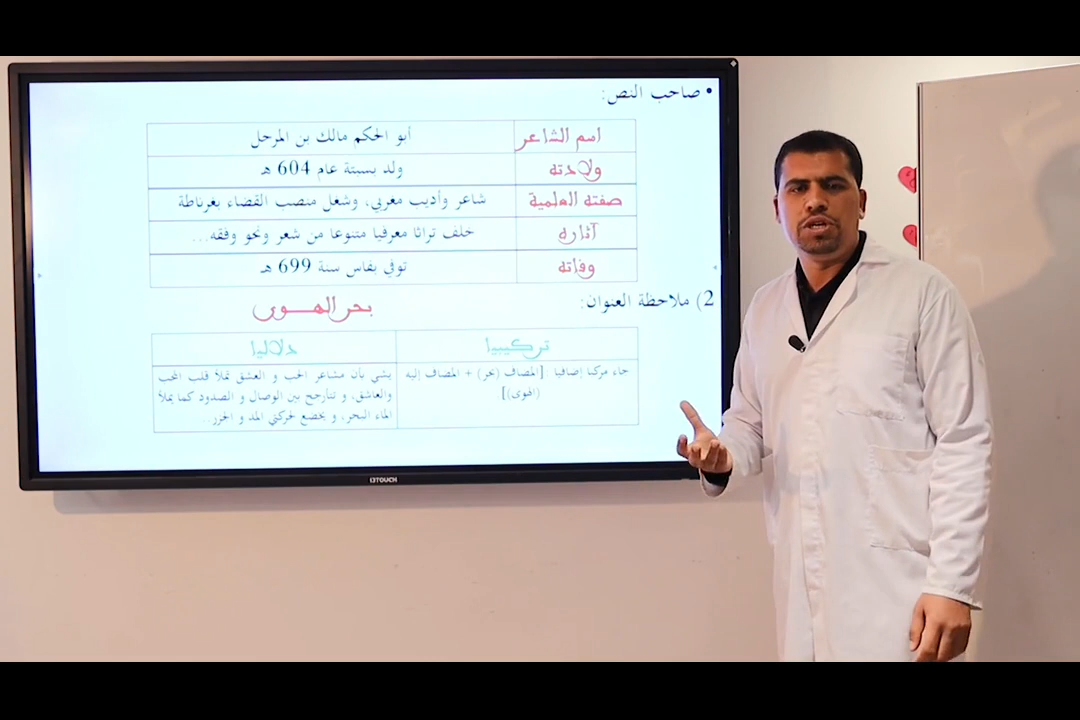 • صاحب النص:
اسم الشاعر أبو الحكم مالك بن المرحل
ولادته ولد بسبتة عام 604 هـ
صفته العلمية شاعر وأديب مغربي، وشغل منصب القضاء بغرناطة
آثاره خلف تراثا معرفيا متنوعا من شعر ونحو وفقه...
وفاته توفي بفاس سنة 699 هـ
2) ملاحظة العنوان: بحر الهوى
تركيبيا دلاليا
جاء مركبا إضافيا : [المضاف (بحر) + المضاف إليه
(الهوى)]
يشي بأن مشاعر الحب و العشق تملأ قلب المحب
والعاشق، و تتأرجح بين الوصال و الصدود كما يملأ
الماء البحر، و يخضع لحركتي المد و الجزر..
I3TOUCH